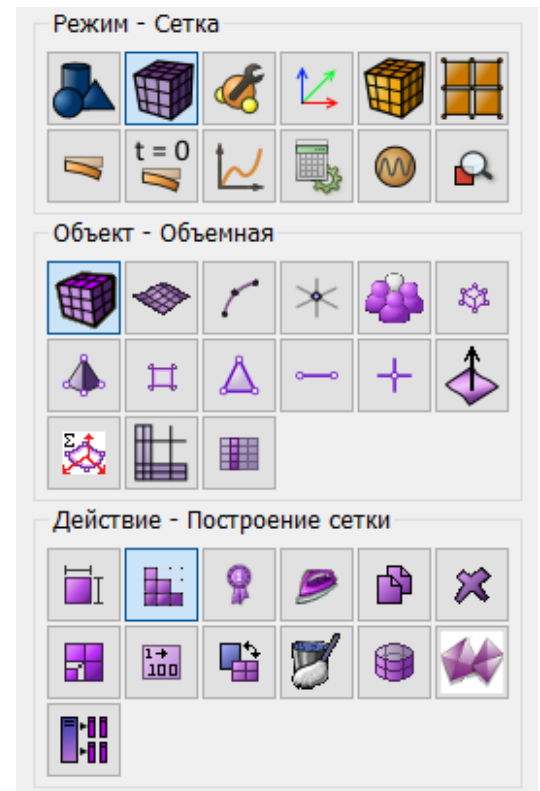 Режим - Сетка
t = 0
Объект - Объемная
Σ
Действие - Построение сетки
1→
100